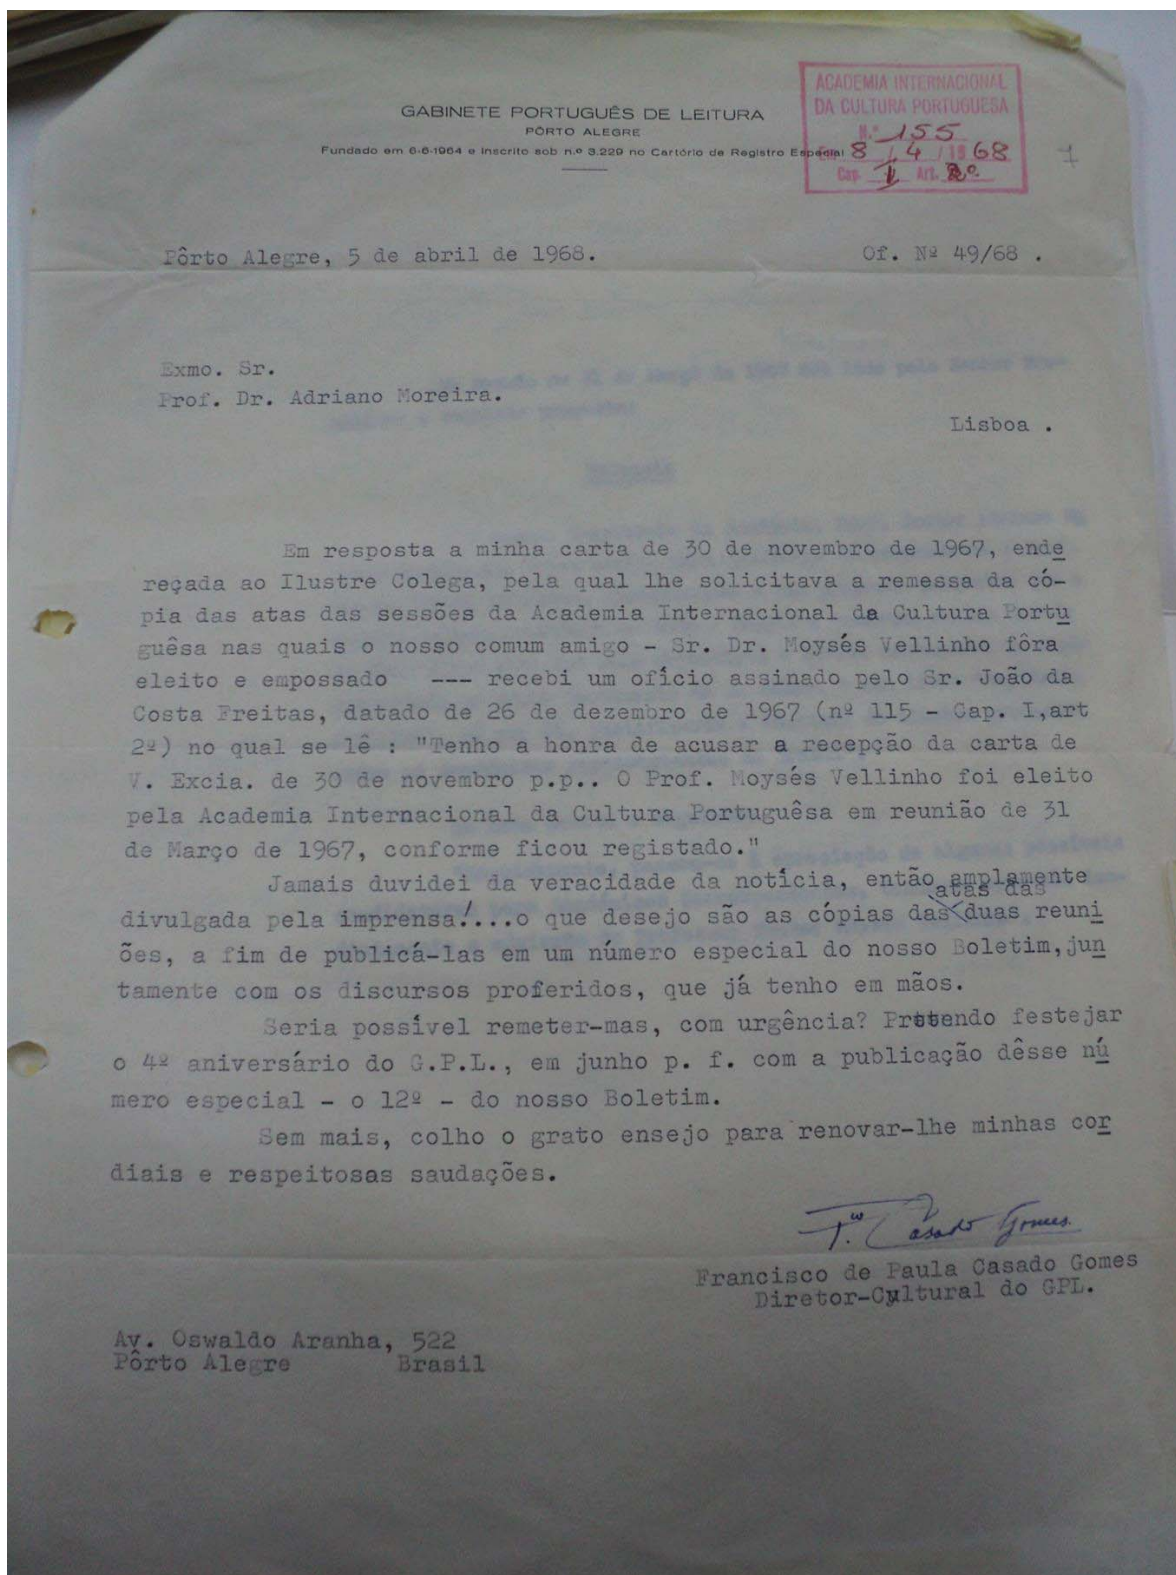 GABINETE PORTUGUÊS DE LEITURA
PÔRTO ALEGRE
Fundado em 6-6-1964 e inscrito sob n.º 3.229 no Cartório de Registro Especial
ACADEMIA INTERNACIONAL
DA CULTURA PORTUGUESA
N.º 155
8 / 4 / 1968
Cap. I Art. 2º.
1
Pôrto Alegre, 5 de abril de 1968.
Of. Nº 49/68 .
Exmo. Sr.
Prof. Dr. Adriano Moreira.
Lisboa .
Em resposta a minha carta de 30 de novembro de 1967, ende
reçada ao Ilustre Colega, pela qual lhe solicitava a remessa da có-
pia das atas das sessões da Academia Internacional da Cultura Portu
guêsa nas quais o nosso comum amigo - Sr. Dr. Moysés Vellinho fôra
eleito e empossado --- recebi um ofício assinado pelo Sr. João da
Costa Freitas, datado de 26 de dezembro de 1967 (nº 115 - Cap. I,art
2º) no qual se lê : "Tenho a honra de acusar a recepção da carta de
V. Excia. de 30 de novembro p.p.. O Prof. Moysés Vellinho foi eleito
pela Academia Internacional da Cultura Portuguêsa em reunião de 31
de Março de 1967, conforme ficou registado."
Jamais duvidei da veracidade da notícia, então amplamente
atas das
divulgada pela imprensa!...o que desejo são as cópias das duas reuni
ões, a fim de publicá-las em um número especial do nosso Boletim,jun
tamente com os discursos proferidos, que já tenho em mãos.
Seria possível remeter-mas, com urgência? Pretendo festejar
o 4º aniversário do G.P.L., em junho p. f. com a publicação dêsse nú
mero especial - o 12º - do nosso Boletim.
Sem mais, colho o grato ensejo para renovar-lhe minhas cor
diais e respeitosas saudações.
F.co Casado Gomes
Francisco de Paula Casado Gomes
Diretor-Cultural do GPL.
Av. Oswaldo Aranha, 522
Pôrto Alegre Brasil